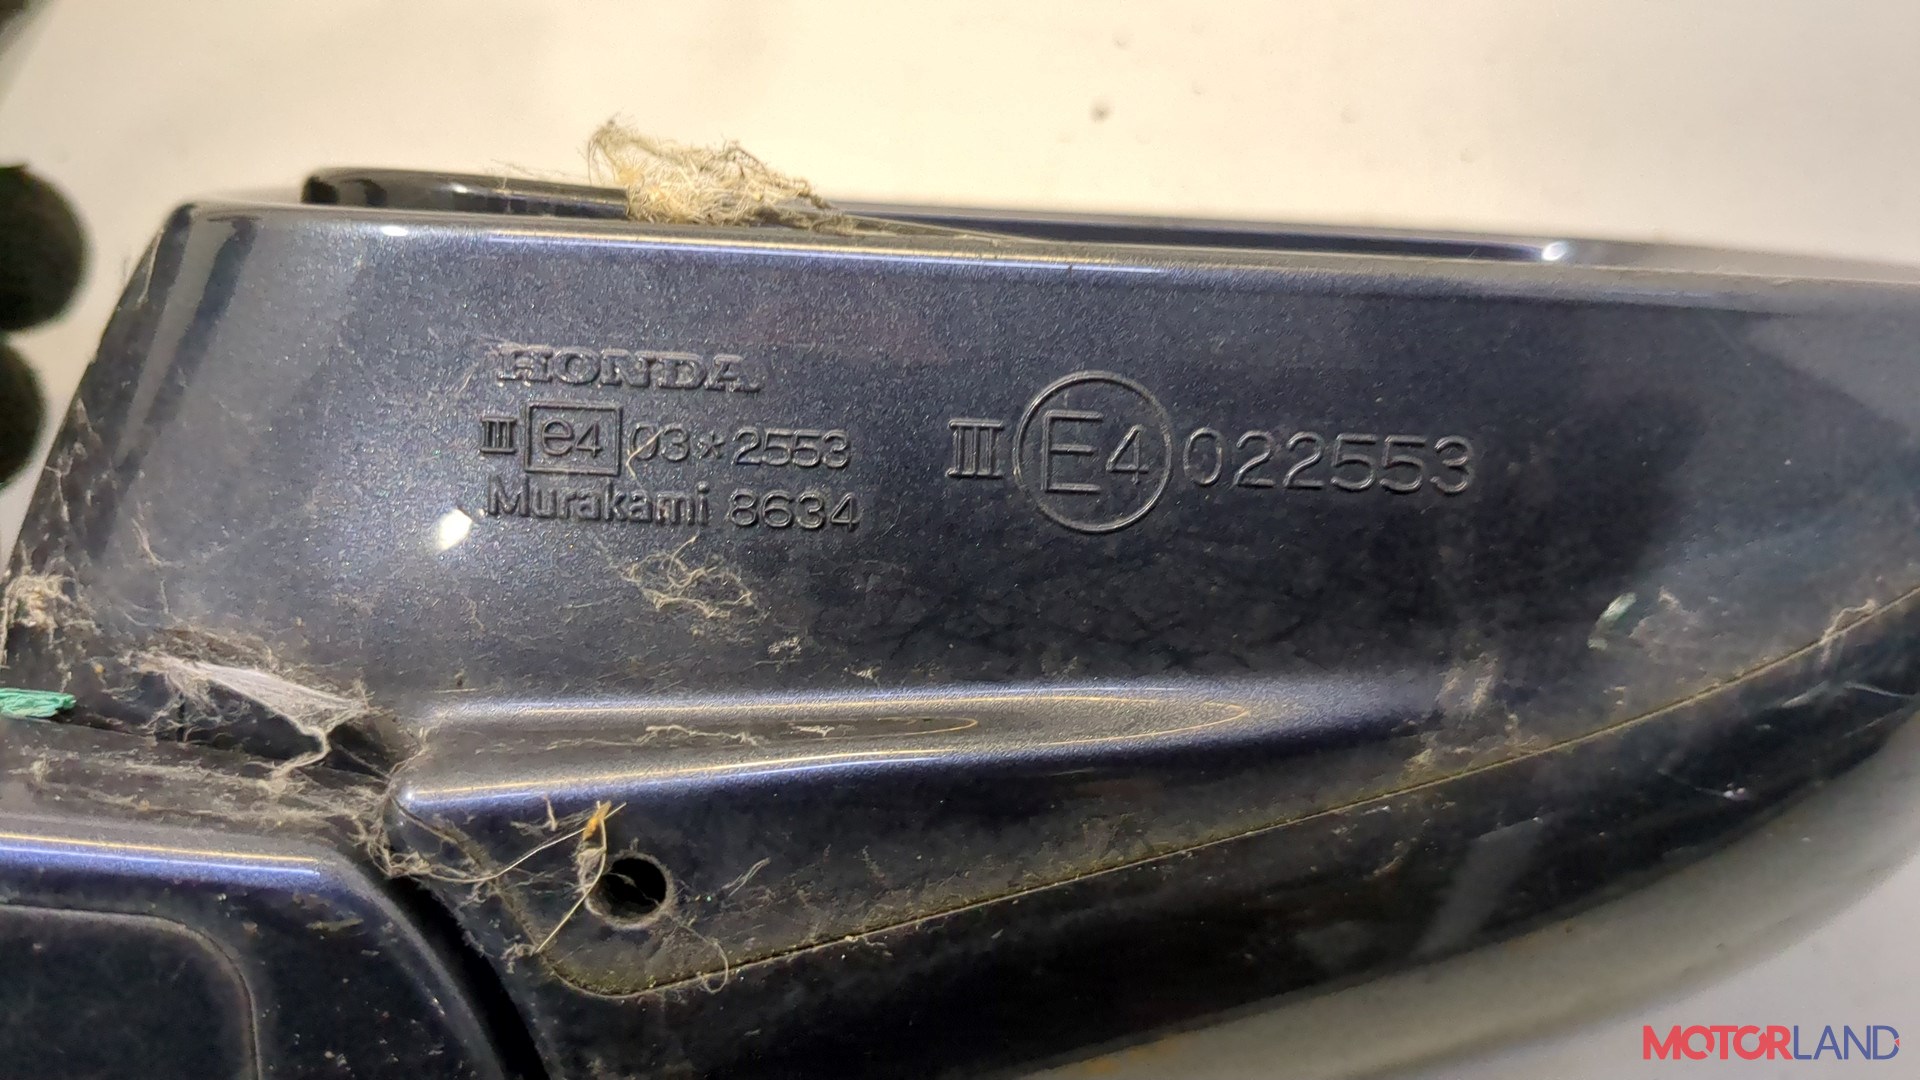 HONDA
III e4 03*2553
Murakami 8634
III E4 022553
MOTORLAND